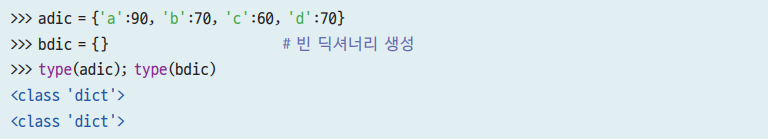 >>> adic = {'a':90, 'b':70, 'c':60, 'd':70}
>>> bdic = {} # 빈 딕셔너리 생성
>>> type(adic); type(bdic)
<class 'dict'>
<class 'dict'>